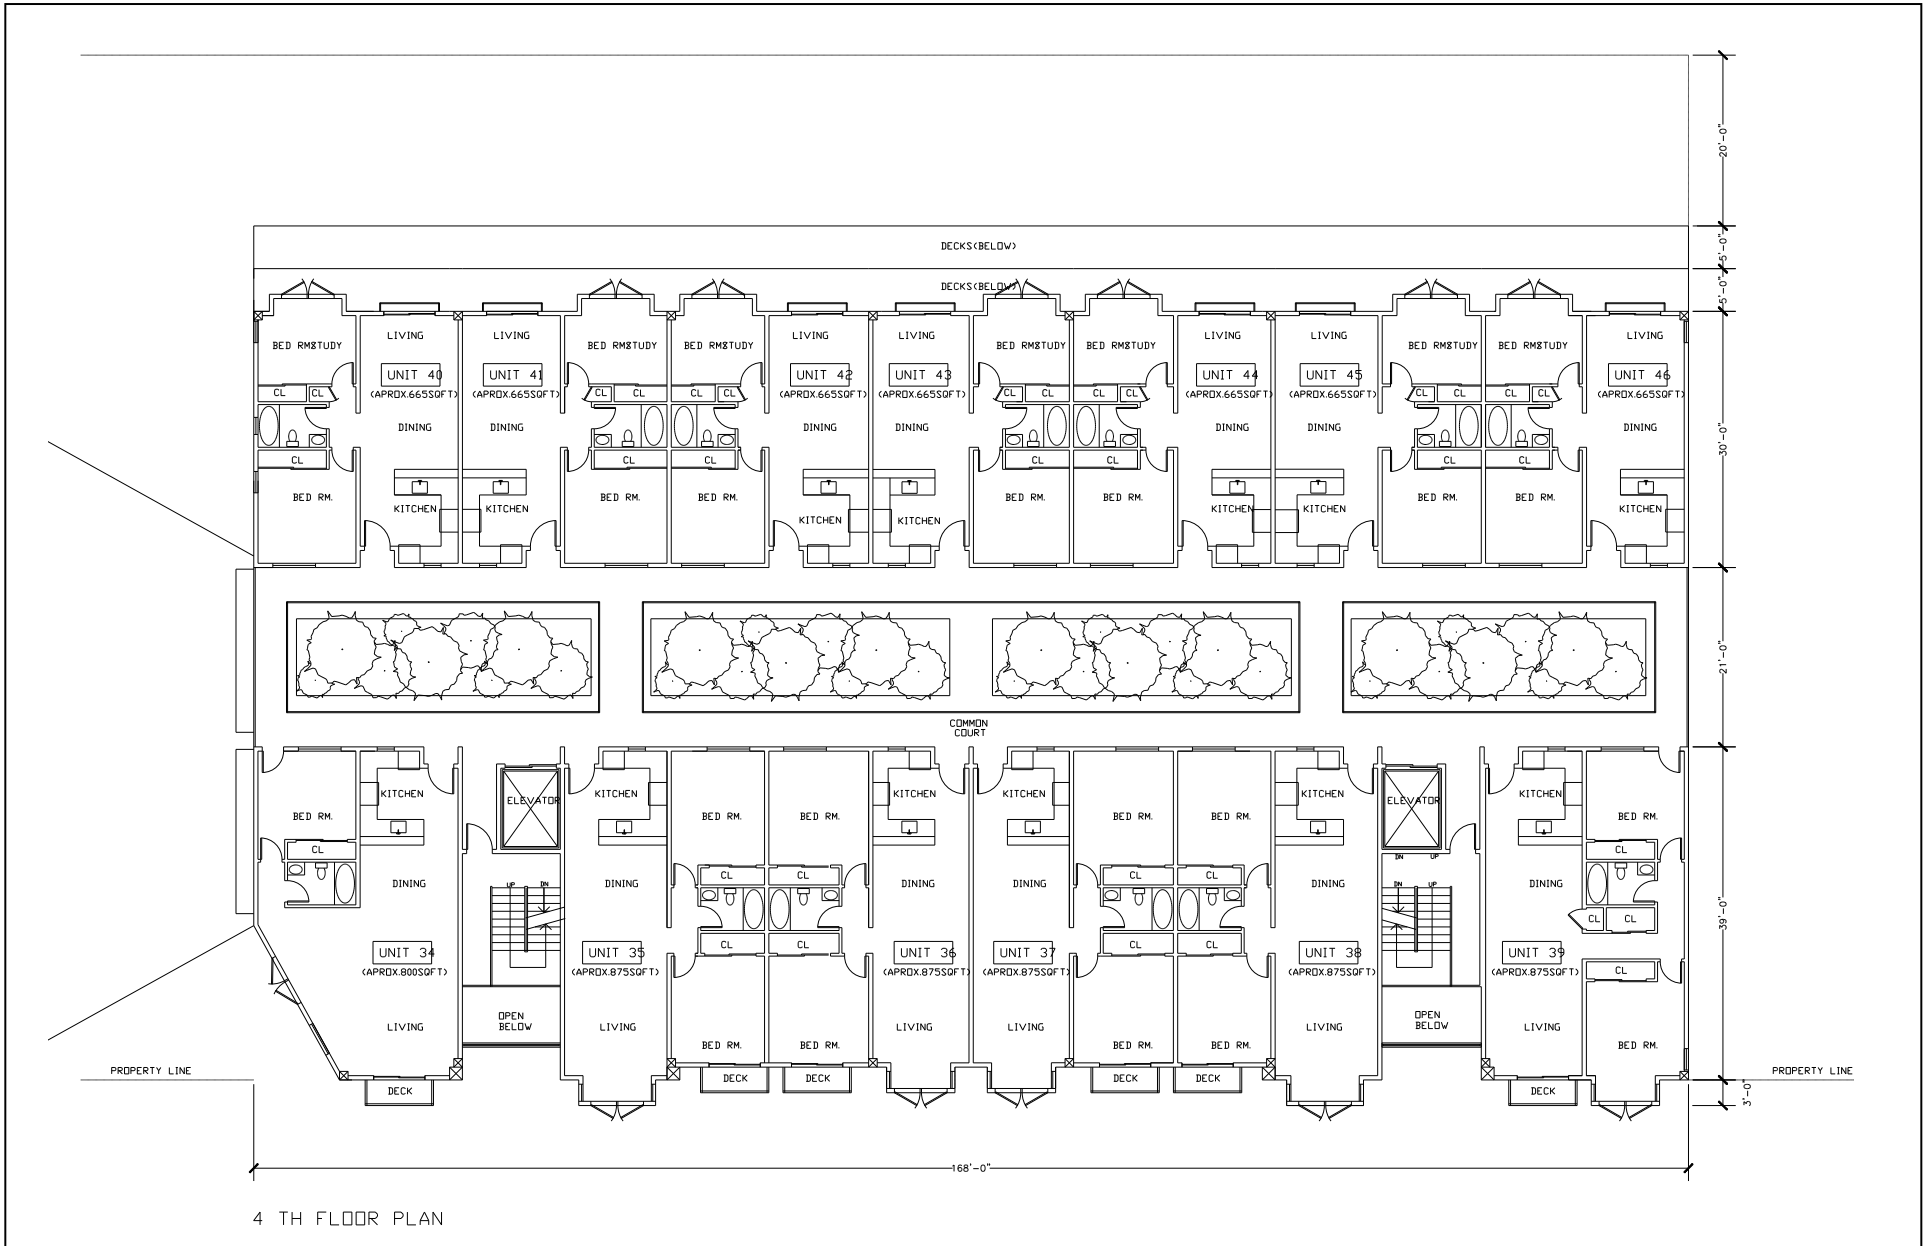 20'-0"
DECKS(BELOW)
5'-0"
DECKS(BELOW)
5'-0"
LIVING LIVING LIVING LIVING LIVING LIVING LIVING
BED RM&STUDY BED RM&STUDY BED RM&STUDY BED RM&STUDY BED RM&STUDY BED RM&STUDY BED RM&STUDY
UNIT 40 UNIT 41 UNIT 42 UNIT 43 UNIT 44 UNIT 45 UNIT 46
(APROX.665SQFT) (APROX.665SQFT) (APROX.665SQFT) (APROX.665SQFT) (APROX.665SQFT) (APROX.665SQFT) (APROX.665SQFT)
CL CL CL CL CL CL CL CL CL CL CL CL CL CL
DINING DINING DINING DINING DINING DINING DINING
30'-0"
CL CL CL CL CL CL CL
BED RM. BED RM. BED RM. BED RM. BED RM. BED RM. BED RM.
KITCHEN KITCHEN KITCHEN KITCHEN KITCHEN KITCHEN KITCHEN
21'-0"
COMMON
COURT
KITCHEN ELEVATOR KITCHEN KITCHEN KITCHEN KITCHEN ELEVATOR KITCHEN
BED RM. BED RM. BED RM. BED RM. BED RM. BED RM.
CL CL
DN UP
CL CL CL CL
UP DN DN UP
DINING DINING DINING DINING DINING DINING
CL CL
39'-0"
CL CL CL CL
UNIT 34 UNIT 35 UNIT 36 UNIT 37 UNIT 38 UNIT 39
(APROX.800SQFT) (APROX.875SQFT) (APROX.875SQFT) (APROX.875SQFT) (APROX.875SQFT) (APROX.875SQFT)
CL
OPEN
BELOW
OPEN
BELOW
LIVING LIVING LIVING LIVING LIVING LIVING
BED RM. BED RM. BED RM. BED RM. BED RM.
PROPERTY LINE PROPERTY LINE
DECK DECK DECK DECK
DECK DECK
3'-0"
168'-0"
4 TH FLOOR PLAN